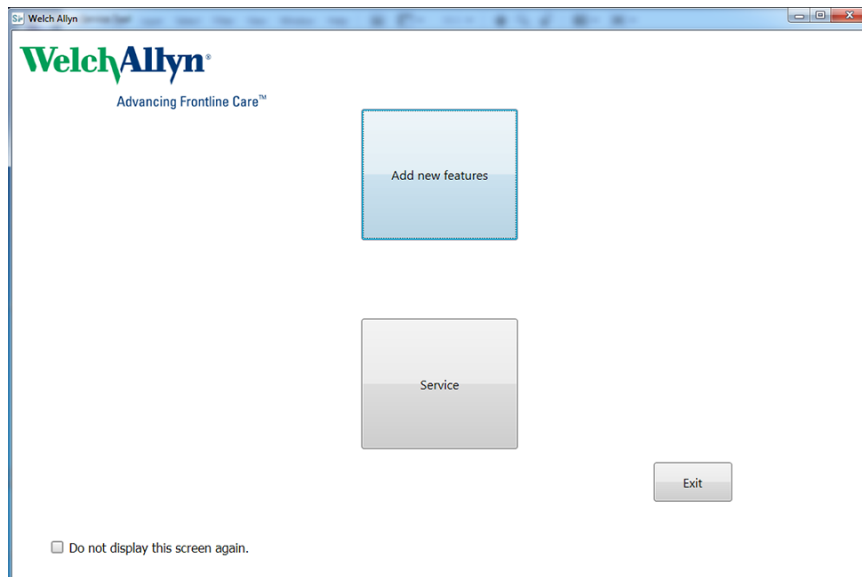 Welch Allyn
WelchAllyn®
Advancing Frontline Care™
Add new features
Service
Exit
Do not display this screen again.